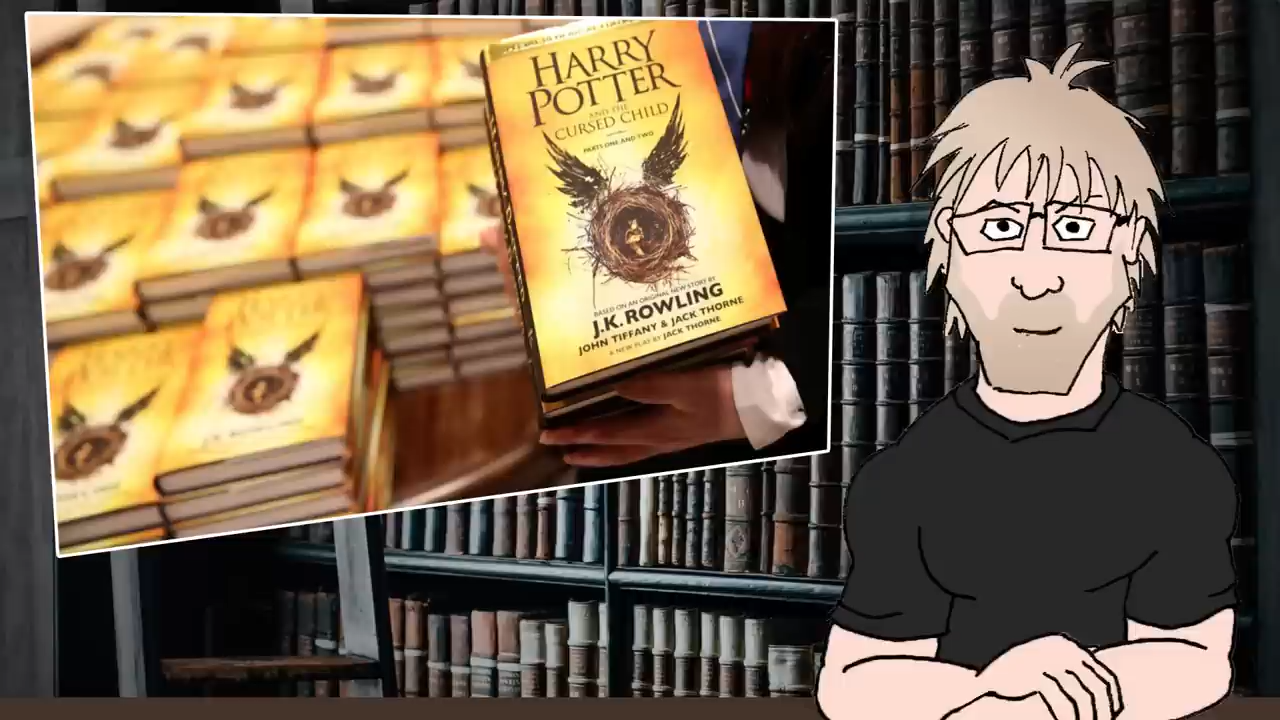 HARRY
POTTER
AND THE
CURSED CHILD
PARTS ONE AND TWO
BASED ON AN ORIGINAL NEW STORY BY
J.K. ROWLING
JOHN TIFFANY & JACK THORNE
A NEW PLAY BY JACK THORNE